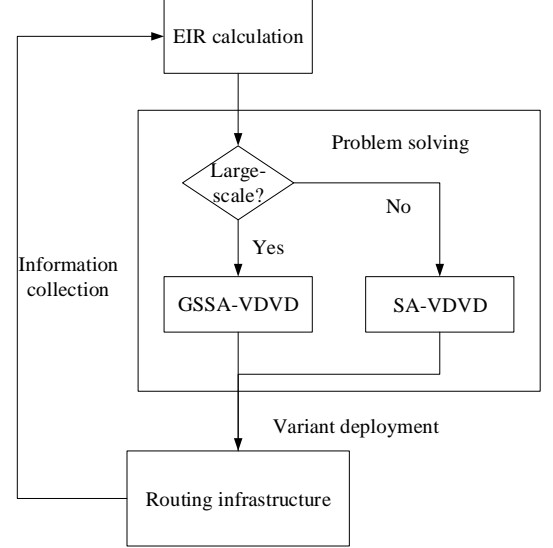 EIR calculation
Problem solving
Large-
scale?
No
Yes
Information
collection
GSSA-VDVD
SA-VDVD
Variant deployment
Routing infrastructure